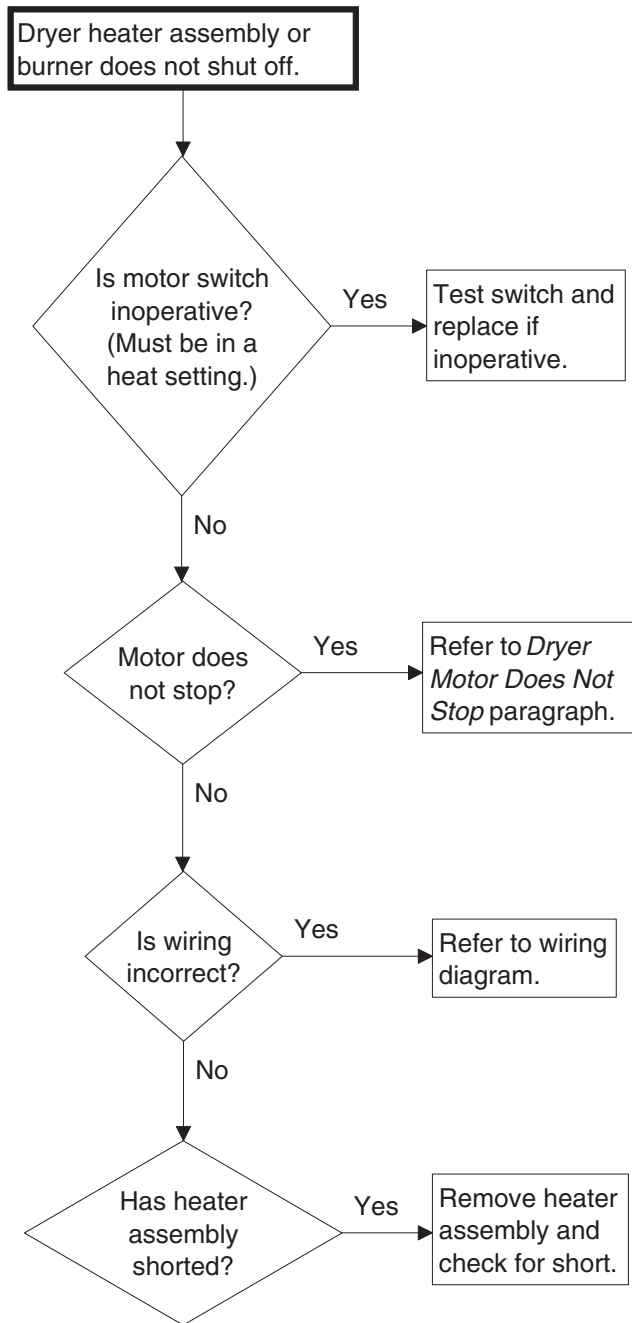 Dryer heater assembly or
burner does not shut off.
Is motor switch
inoperative?
(Must be in a
heat setting.)
Yes
Test switch and
replace if
inoperative.
No
Motor does
not stop?
Yes
Refer to Dryer
Motor Does Not
Stop paragraph.
No
Is wiring
incorrect?
Yes
Refer to wiring
diagram.
No
Has heater
assembly
shorted?
Yes
Remove heater
assembly and
check for short.